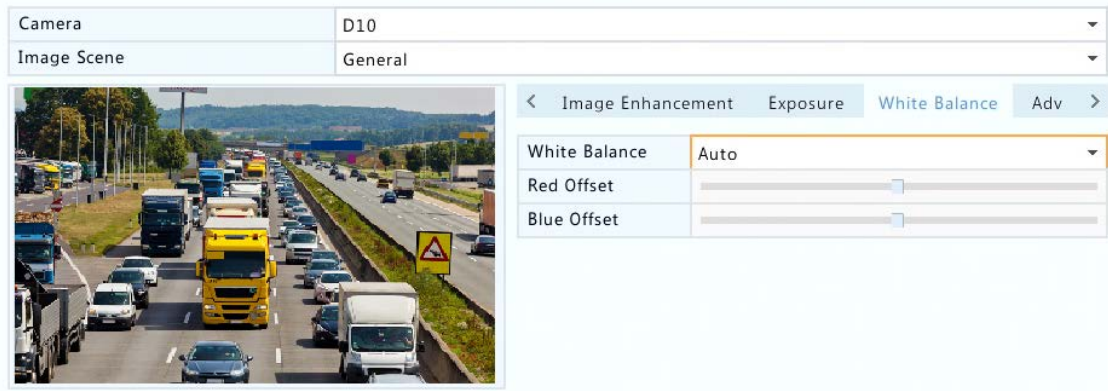 Camera D10
Image Scene General
< Image Enhancement Exposure White Balance Adv >
White Balance Auto
Red Offset
Blue Offset